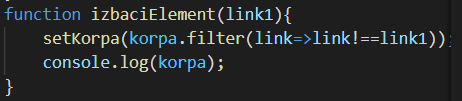 function izbaciElement(link1){
    setKorpa(korpa.filter(link=>link!==link1));
    console.log(korpa);
}